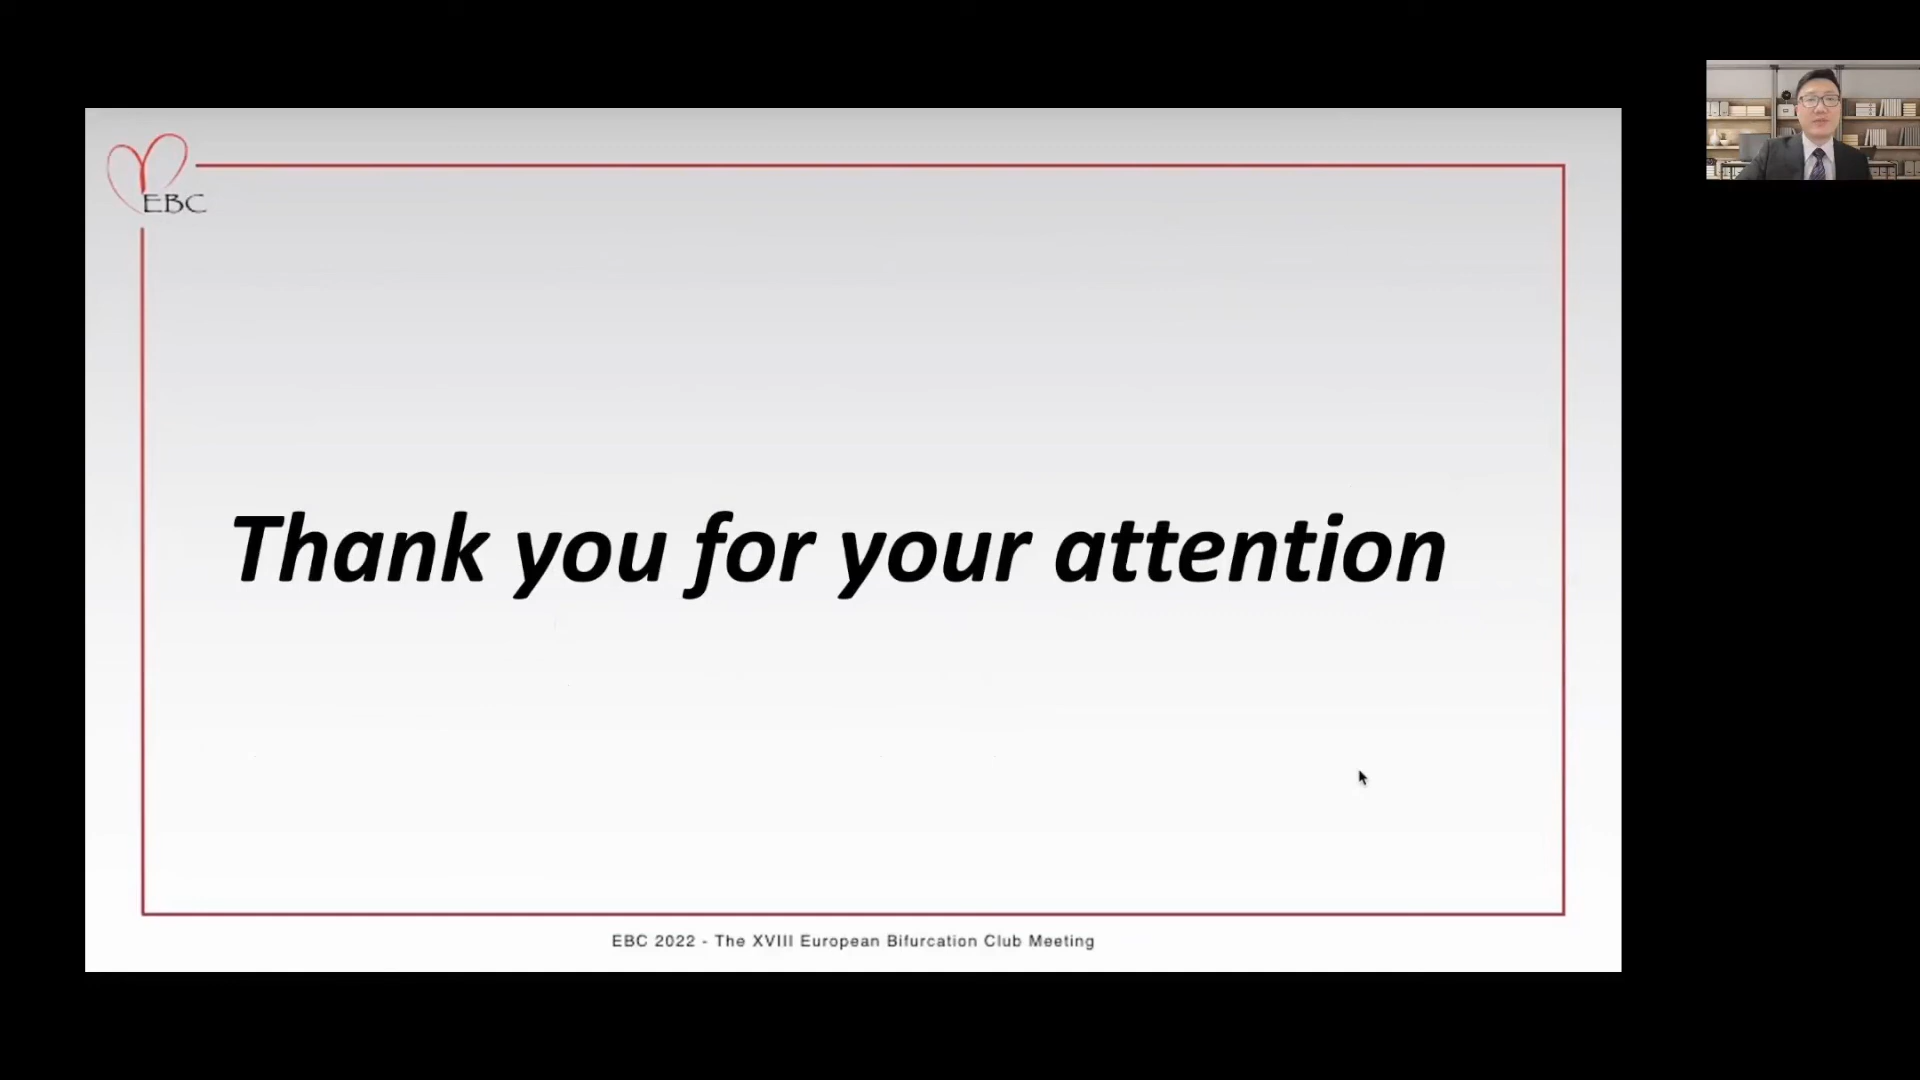 EBC
Thank you for your attention
EBC 2022 - The XVIII European Bifurcation Club Meeting